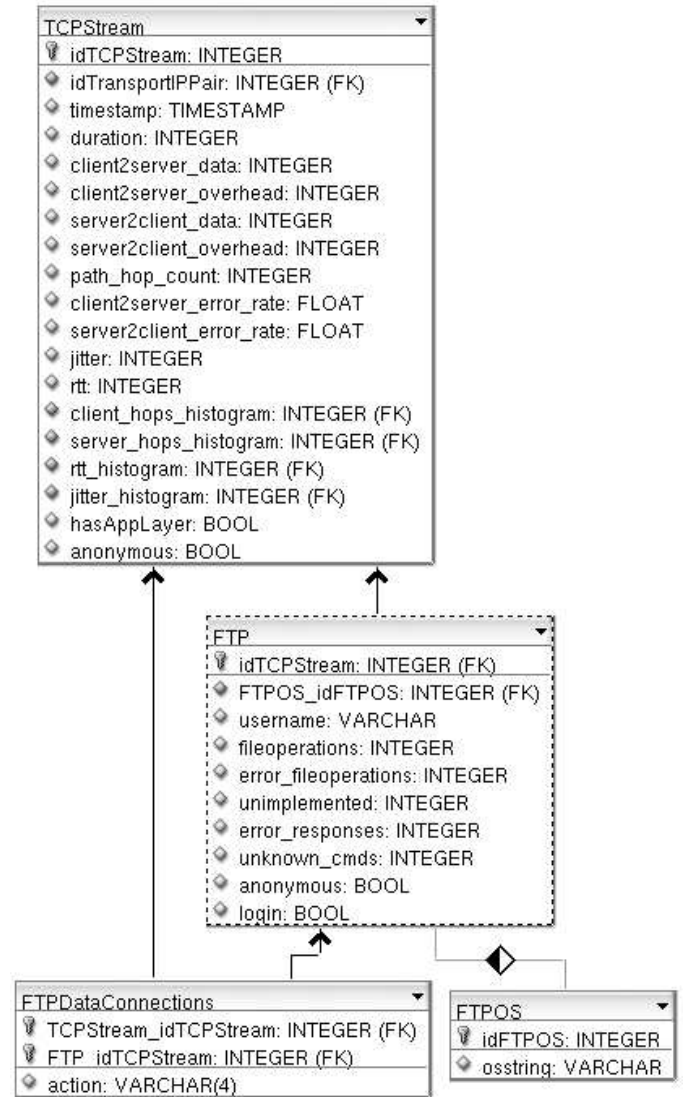 TCPStream
idTCPStream: INTEGER
idTransportIPPair: INTEGER (FK)
timestamp: TIMESTAMP
duration: INTEGER
client2server_data: INTEGER
client2server_overhead: INTEGER
server2client_data: INTEGER
server2client_overhead: INTEGER
path_hop_count: INTEGER
client2server_error_rate: FLOAT
server2client_error_rate: FLOAT
jitter: INTEGER
rtt: INTEGER
client_hops_histogram: INTEGER (FK)
server_hops_histogram: INTEGER (FK)
rtt_histogram: INTEGER (FK)
jitter_histogram: INTEGER (FK)
hasAppLayer: BOOL
anonymous: BOOL
FTP
idTCPStream: INTEGER (FK)
FTPOS_idFTPOS: INTEGER (FK)
username: VARCHAR
fileoperations: INTEGER
error_fileoperations: INTEGER
unimplemented: INTEGER
error_responses: INTEGER
unknown_cmds: INTEGER
anonymous: BOOL
login: BOOL
FTPDataConnections
TCPStream_idTCPStream: INTEGER (FK)
FTP_idTCPStream: INTEGER (FK)
action: VARCHAR(4)
FTPOS
idFTPOS: INTEGER
osstring: VARCHAR